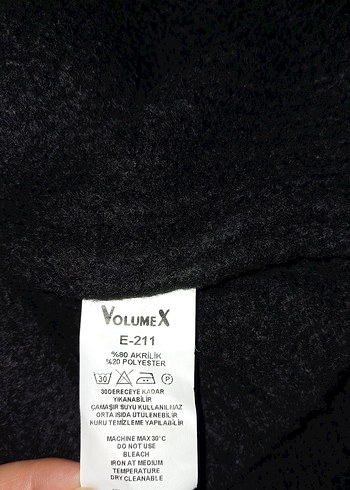 VOLUMEX
E-211
%80 AKRİLİK
%20 POLYESTER
30
P
30DERECEYE KADAR
YIKANABİLİR
ÇAMAŞIR SUYU KULLANILMAZ
ORTA ISIDA ÜTÜLENEBİLİR
KURU TEMİZLEME YAPILABİLİR
MACHINE MAX 30°C
DO NOT USE
BLEACH
IRON AT MEDIUM
TEMPERATURE
DRY CLEANABLE